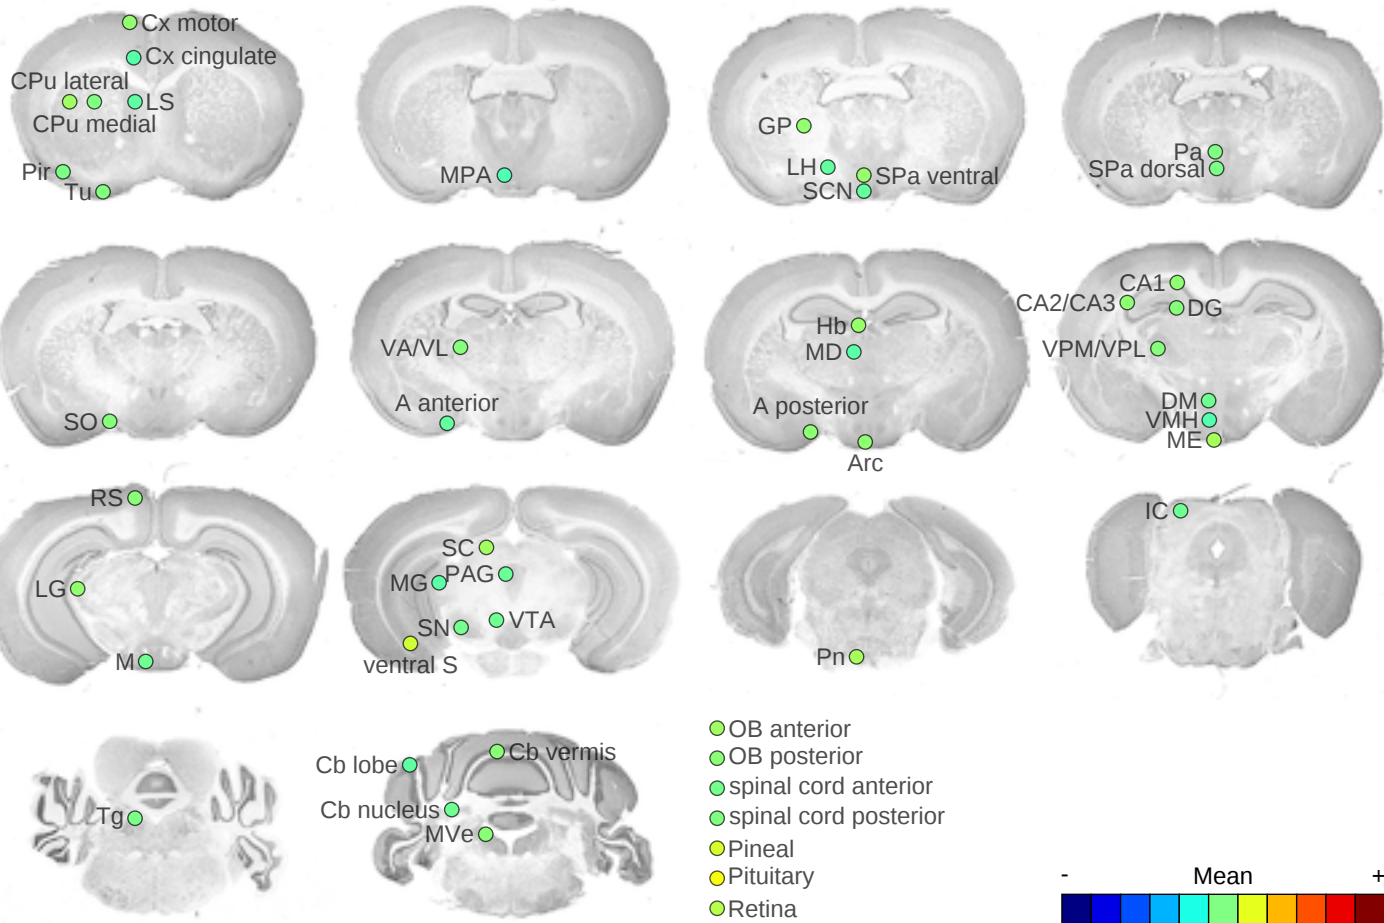 Cx motor
Cx cingulate
CPu lateral
LS
CPu medial
Pir
Tu
MPA
GP
LH
SPa ventral
SCN
Pa
SPa dorsal
SO
VA/VL
A anterior
Hb
MD
A posterior
Arc
CA1
CA2/CA3
DG
VPM/VPL
DM
VMH
ME
RS
LG
M
SC
MG
PAG
SN
VTA
ventral S
Pn
IC
Tg
Cb lobe
Cb vermis
Cb nucleus
MVe
OB anterior
OB posterior
spinal cord anterior
spinal cord posterior
Pineal
Pituitary
Retina
- Mean +